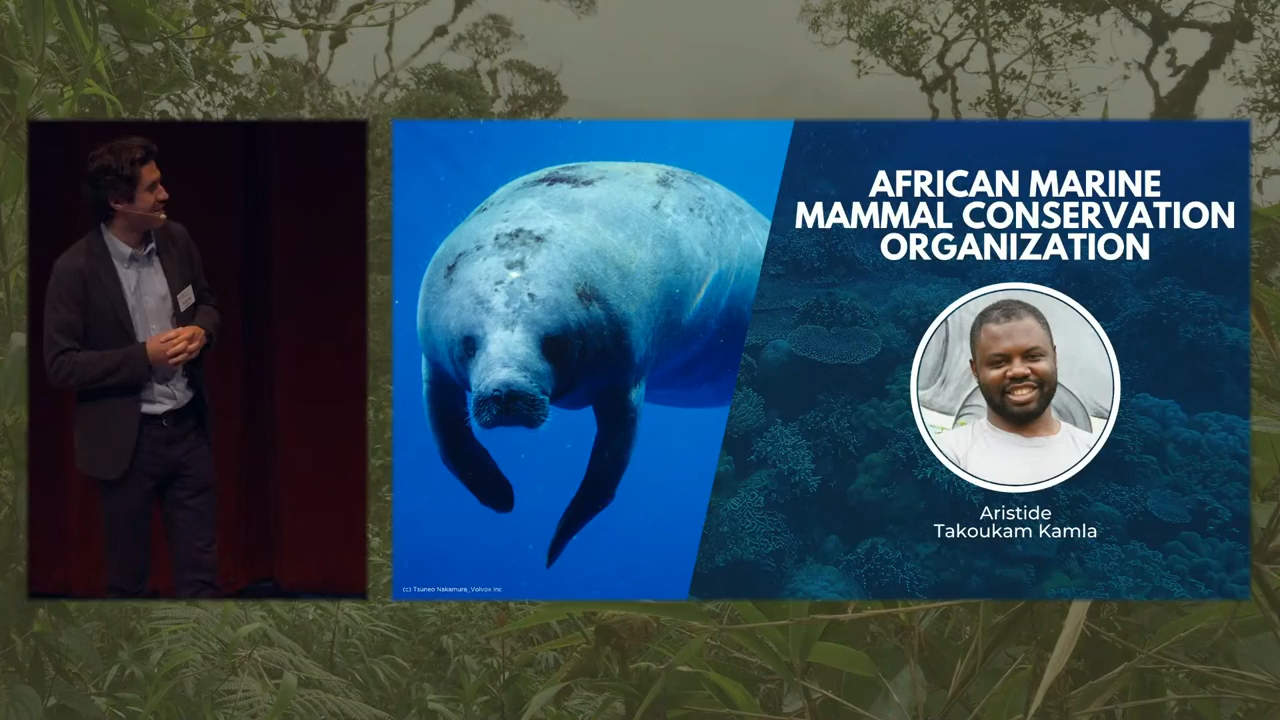 AFRICAN MARINE
MAMMAL CONSERVATION
ORGANIZATION
Aristide
Takoukam Kamla
(c) Tsuneo Nakamura_Volvox Inc